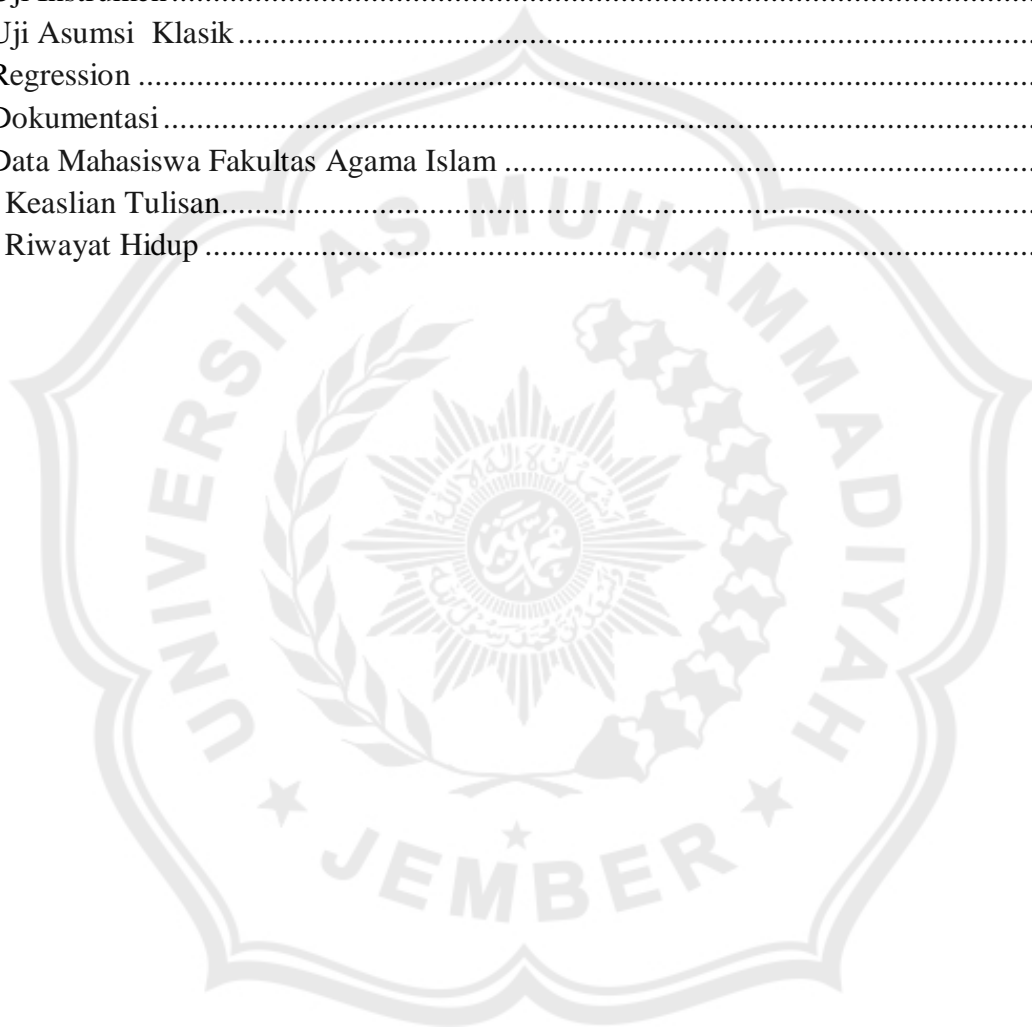 Uji Asumsi  Klasik ..........................................................................................
Regression ..........................................................................................
Dokumentasi ..........................................................................................
Data Mahasiswa Fakultas Agama Islam ................................................................
Keaslian Tulisan..........................................................................................
Riwayat Hidup ..........................................................................................
UNIVERSITAS MUHAMMADIYAH
JEMBER